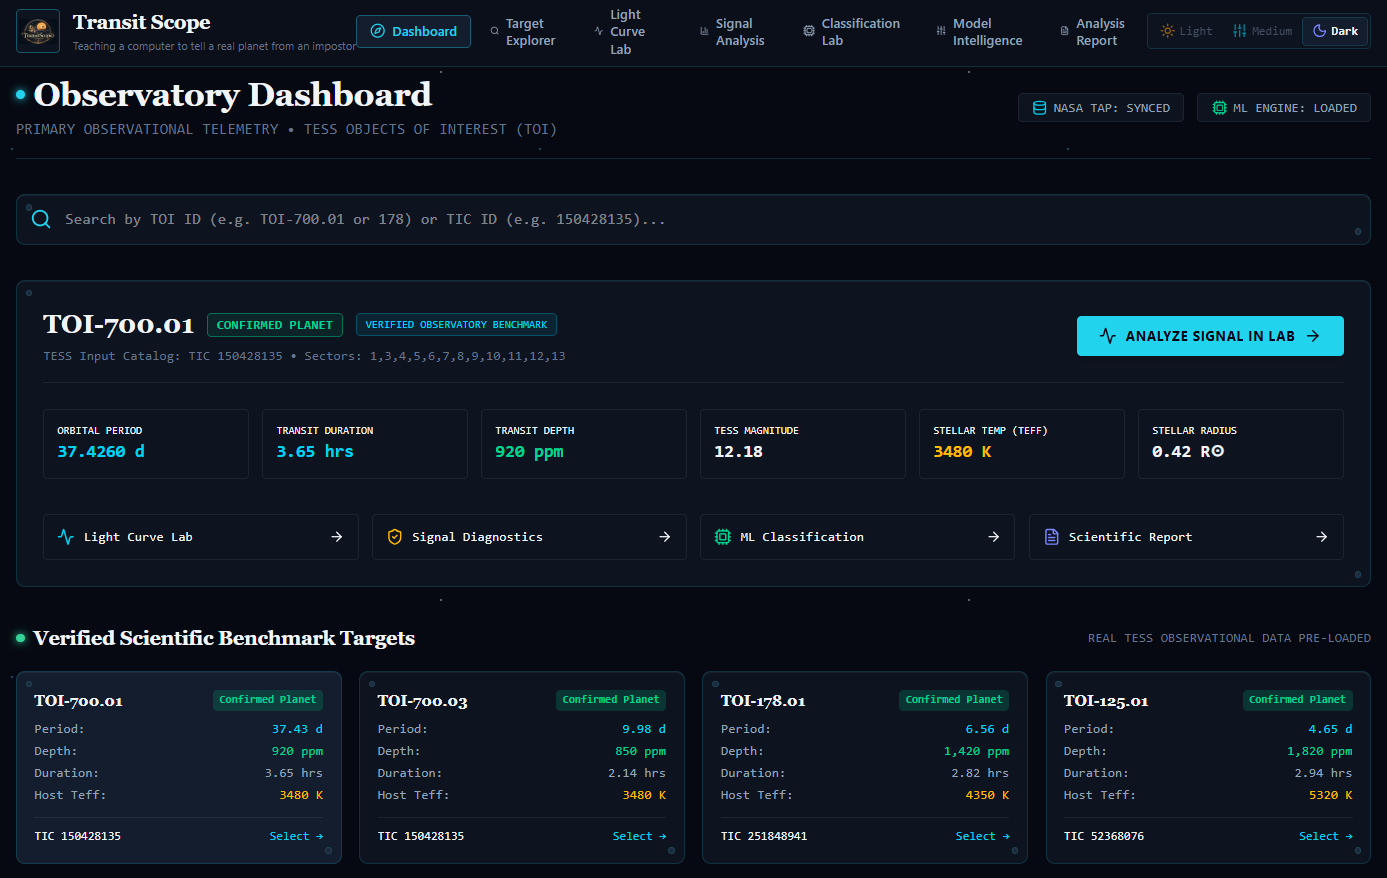 Transit Scope
Teaching a computer to tell a real planet from an impostor
Dashboard
Target
Explorer
Light
Curve
Lab
Signal
Analysis
Classification
Lab
Model
Intelligence
Analysis
Report
Light
Medium
Dark
Observatory Dashboard
PRIMARY OBSERVATIONAL TELEMETRY • TESS OBJECTS OF INTEREST (TOI)
NASA TAP: SYNCED
ML ENGINE: LOADED
Search by TOI ID (e.g. TOI-700.01 or 178) or TIC ID (e.g. 150428135)...
TOI-700.01
CONFIRMED PLANET
VERIFIED OBSERVATORY BENCHMARK
TESS Input Catalog: TIC 150428135 • Sectors: 1,3,4,5,6,7,8,9,10,11,12,13
ANALYZE SIGNAL IN LAB →
ORBITAL PERIOD
37.4260 d
TRANSIT DURATION
3.65 hrs
TRANSIT DEPTH
920 ppm
TESS MAGNITUDE
12.18
STELLAR TEMP (TEFF)
3480 K
STELLAR RADIUS
0.42 R⊙
Light Curve Lab →
Signal Diagnostics →
ML Classification →
Scientific Report →
Verified Scientific Benchmark Targets
REAL TESS OBSERVATIONAL DATA PRE-LOADED
TOI-700.01 Confirmed Planet
Period: 37.43 d
Depth: 920 ppm
Duration: 3.65 hrs
Host Teff: 3480 K
TIC 150428135 Select →
TOI-700.03 Confirmed Planet
Period: 9.98 d
Depth: 850 ppm
Duration: 2.14 hrs
Host Teff: 3480 K
TIC 150428135 Select →
TOI-178.01 Confirmed Planet
Period: 6.56 d
Depth: 1,420 ppm
Duration: 2.82 hrs
Host Teff: 4350 K
TIC 251848941 Select →
TOI-125.01 Confirmed Planet
Period: 4.65 d
Depth: 1,820 ppm
Duration: 2.94 hrs
Host Teff: 5320 K
TIC 52368076 Select →